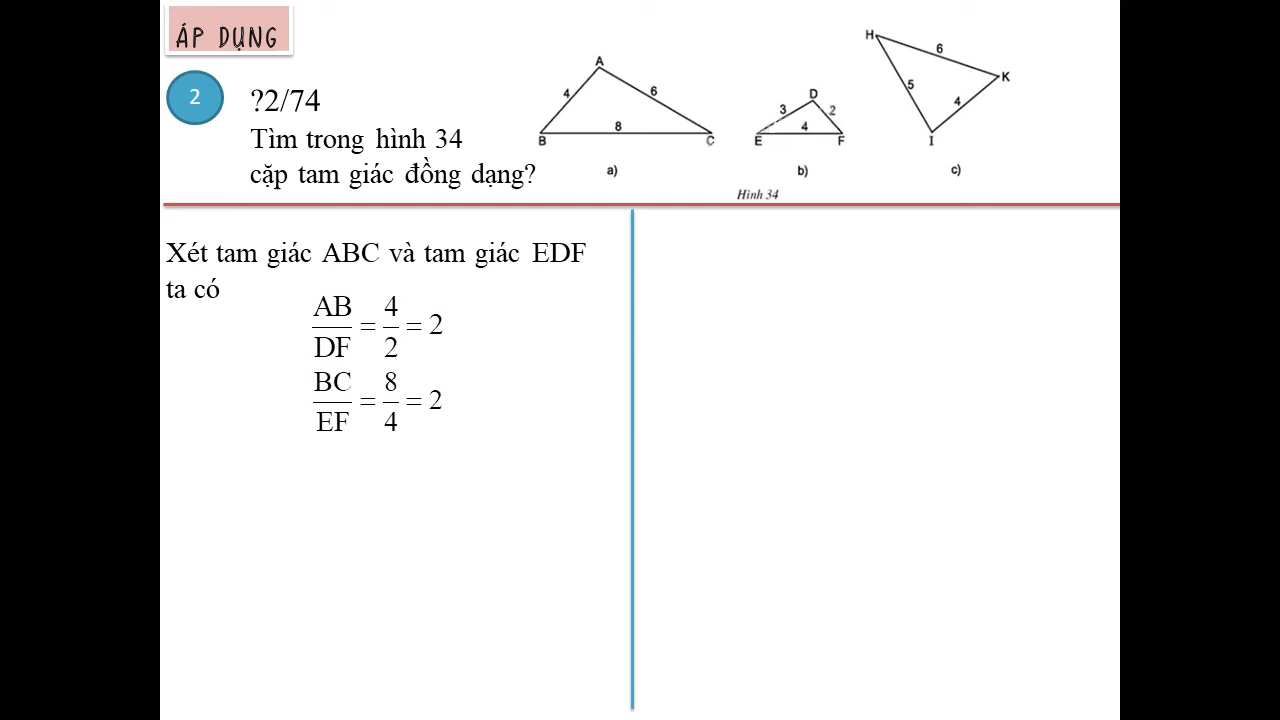 ÁP DỤNG
2
?2/74
Tìm trong hình 34
cặp tam giác đồng dạng?
A
4
6
8
B
C
a)
D
3
2
4
E
F
b)
H
6
K
5
4
I
c)
Hình 34
Xét tam giác ABC và tam giác EDF
ta có
AB/DF = 4/2 = 2
BC/EF = 8/4 = 2